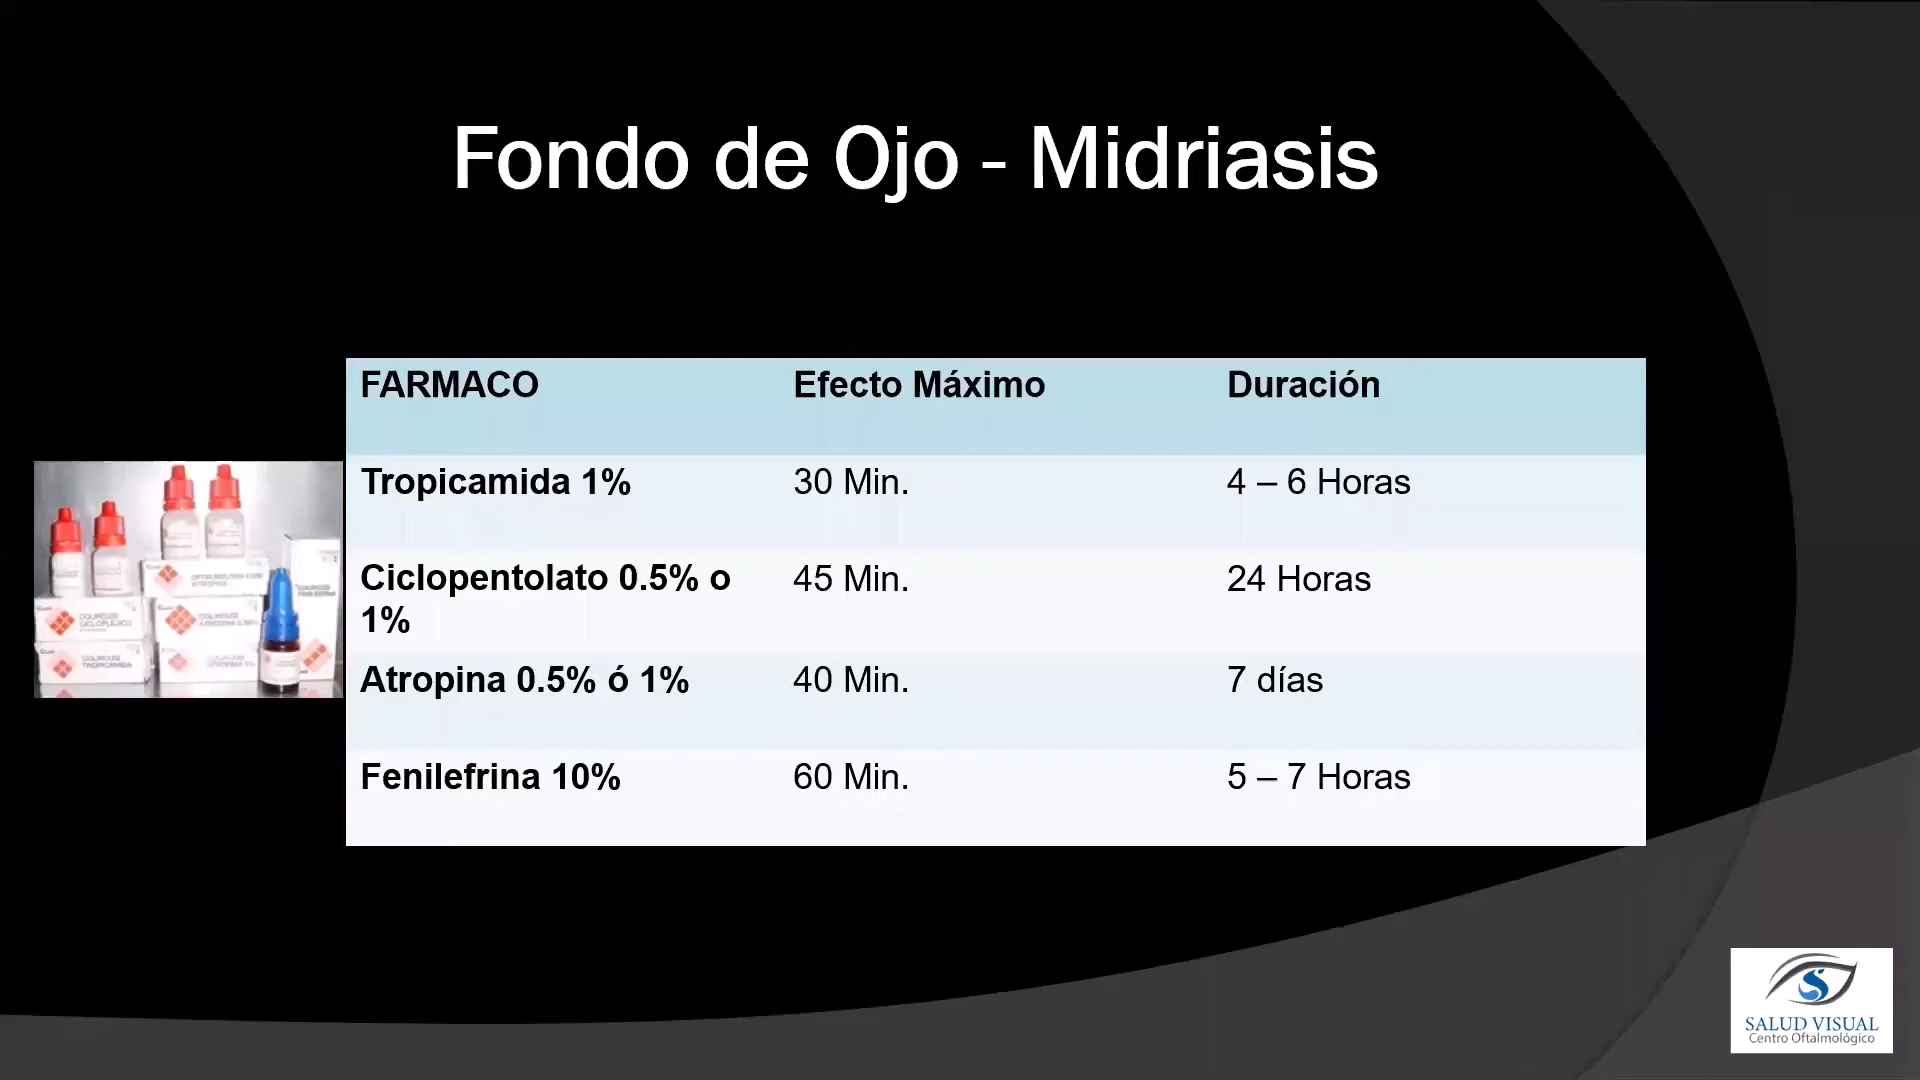 Fondo de Ojo - Midriasis
FARMACO Efecto Máximo Duración
Tropicamida 1% 30 Min. 4 – 6 Horas
Ciclopentolato 0.5% o 45 Min. 24 Horas
1%
Atropina 0.5% ó 1% 40 Min. 7 días
Fenilefrina 10% 60 Min. 5 – 7 Horas
COLIRCUSI
TROPICAMIDA
SALUD VISUAL
Centro Oftalmológico